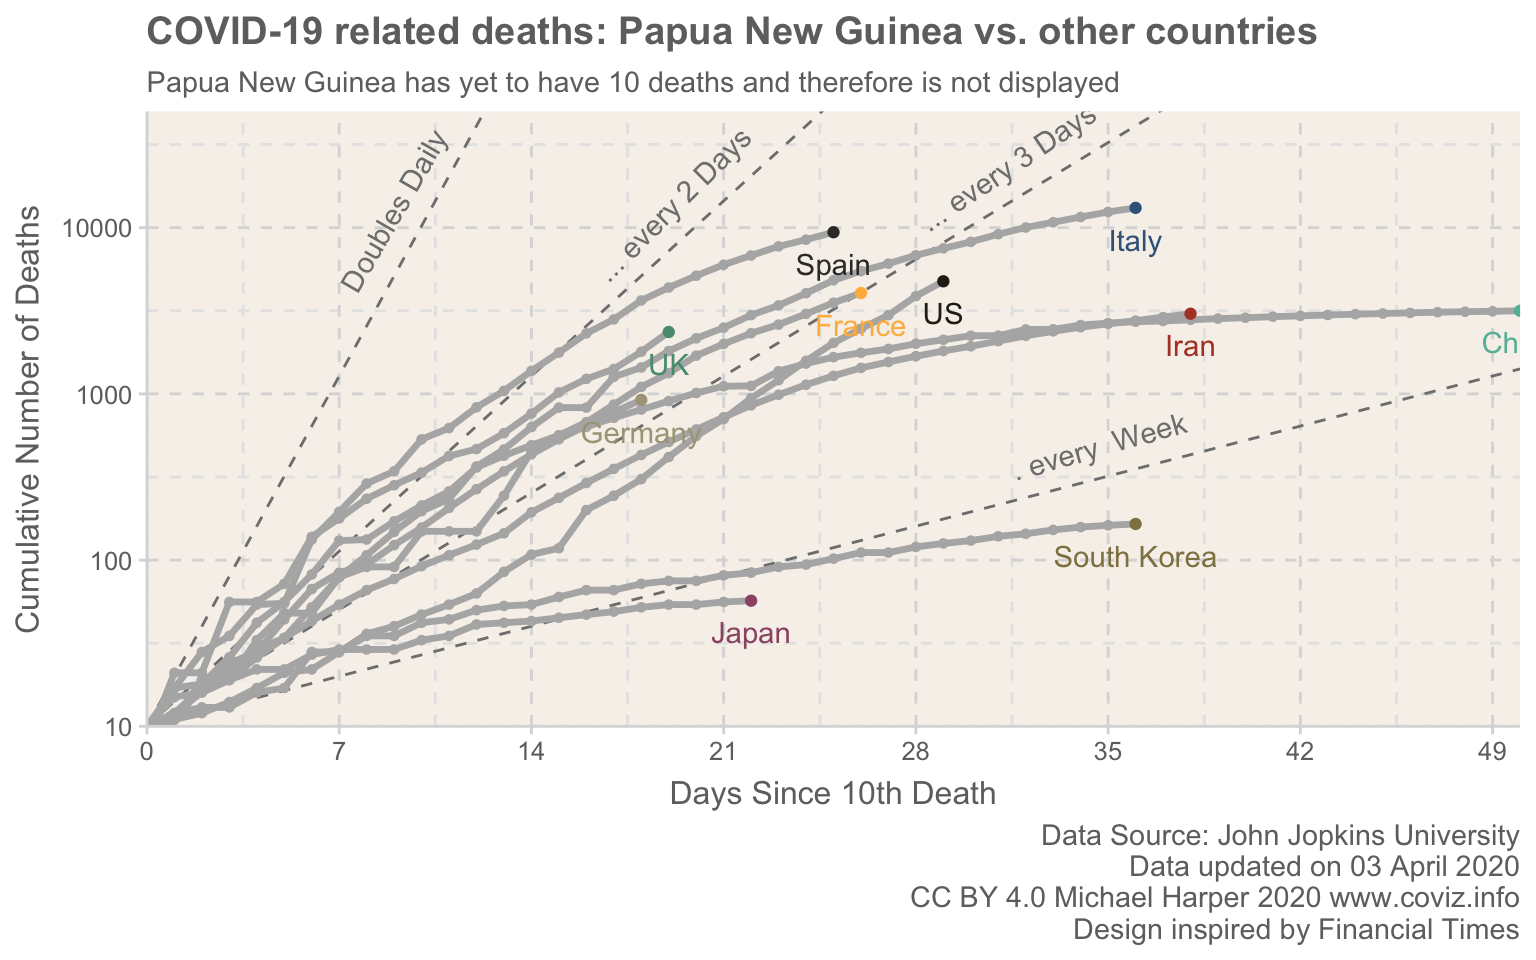 COVID-19 related deaths: Papua New Guinea vs. other countries
Papua New Guinea has yet to have 10 deaths and therefore is not displayed
Cumulative Number of Deaths
10000
1000
100
10
Doubles Daily
... every 2 Days
... every 3 Days
. every  Week
Italy
Spain
US
France
UK
Iran
Ch
Germany
South Korea
Japan
0
7
14
21
28
35
42
49
Days Since 10th Death
Data Source: John Jopkins University
Data updated on 03 April 2020
CC BY 4.0 Michael Harper 2020 www.coviz.info
Design inspired by Financial Times